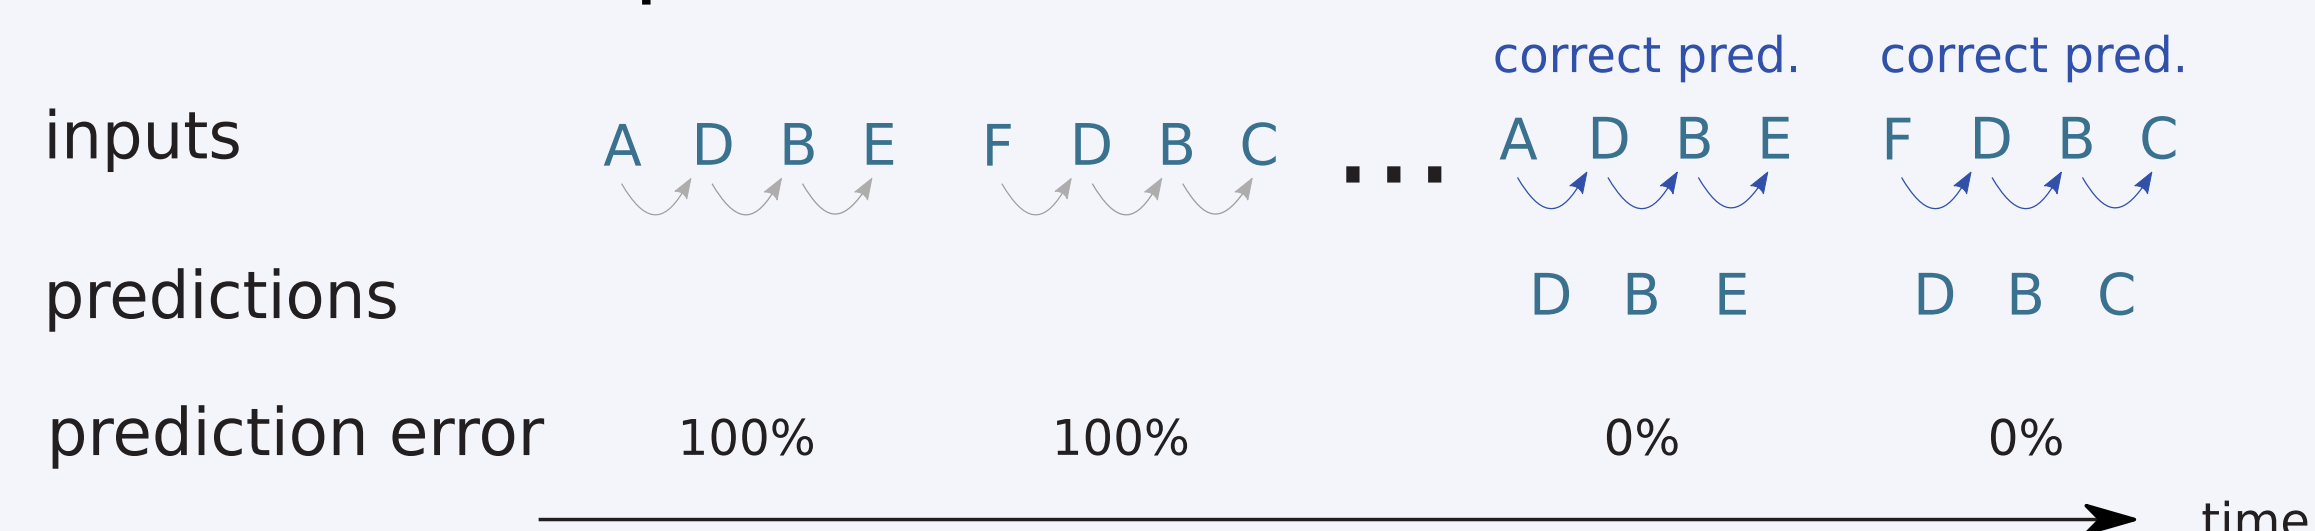 correct pred. correct pred.
inputs A D B E F D B C ... A D B E F D B C
predictions D B E D B C
prediction error 100% 100% 0% 0%
time